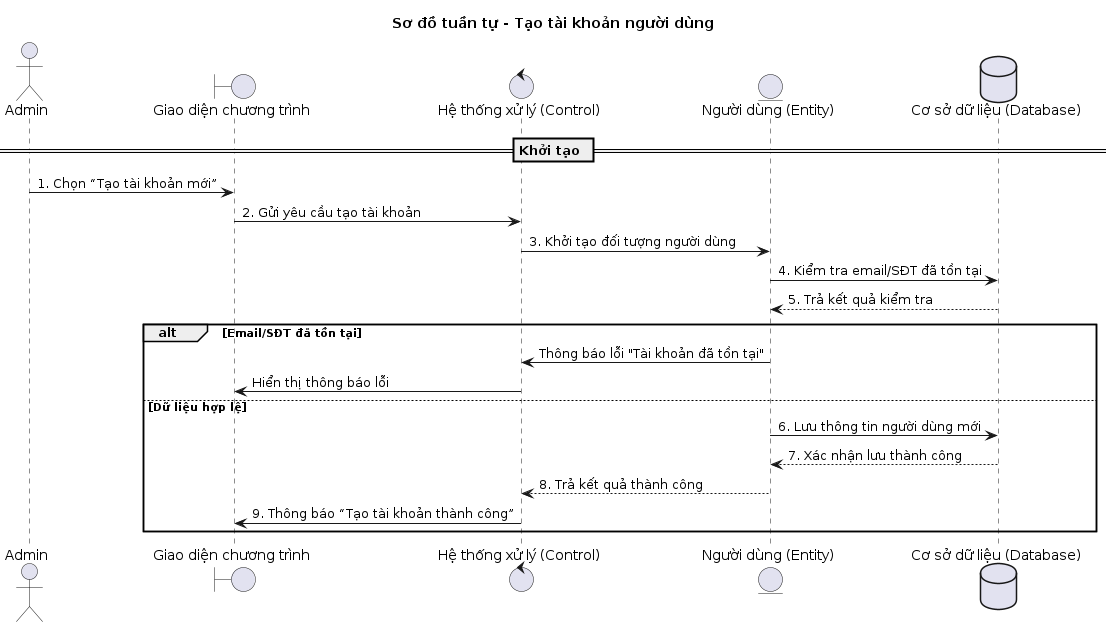 Sơ đồ tuần tự - Tạo tài khoản người dùng
Admin
Giao diện chương trình
Hệ thống xử lý (Control)
Người dùng (Entity)
Cơ sở dữ liệu (Database)
Khởi tạo
1. Chọn “Tạo tài khoản mới”
2. Gửi yêu cầu tạo tài khoản
3. Khởi tạo đối tượng người dùng
4. Kiểm tra email/SĐT đã tồn tại
5. Trả kết quả kiểm tra
alt [Email/SĐT đã tồn tại]
Thông báo lỗi "Tài khoản đã tồn tại"
Hiển thị thông báo lỗi
[Dữ liệu hợp lệ]
6. Lưu thông tin người dùng mới
7. Xác nhận lưu thành công
8. Trả kết quả thành công
9. Thông báo “Tạo tài khoản thành công”
Admin
Giao diện chương trình
Hệ thống xử lý (Control)
Người dùng (Entity)
Cơ sở dữ liệu (Database)